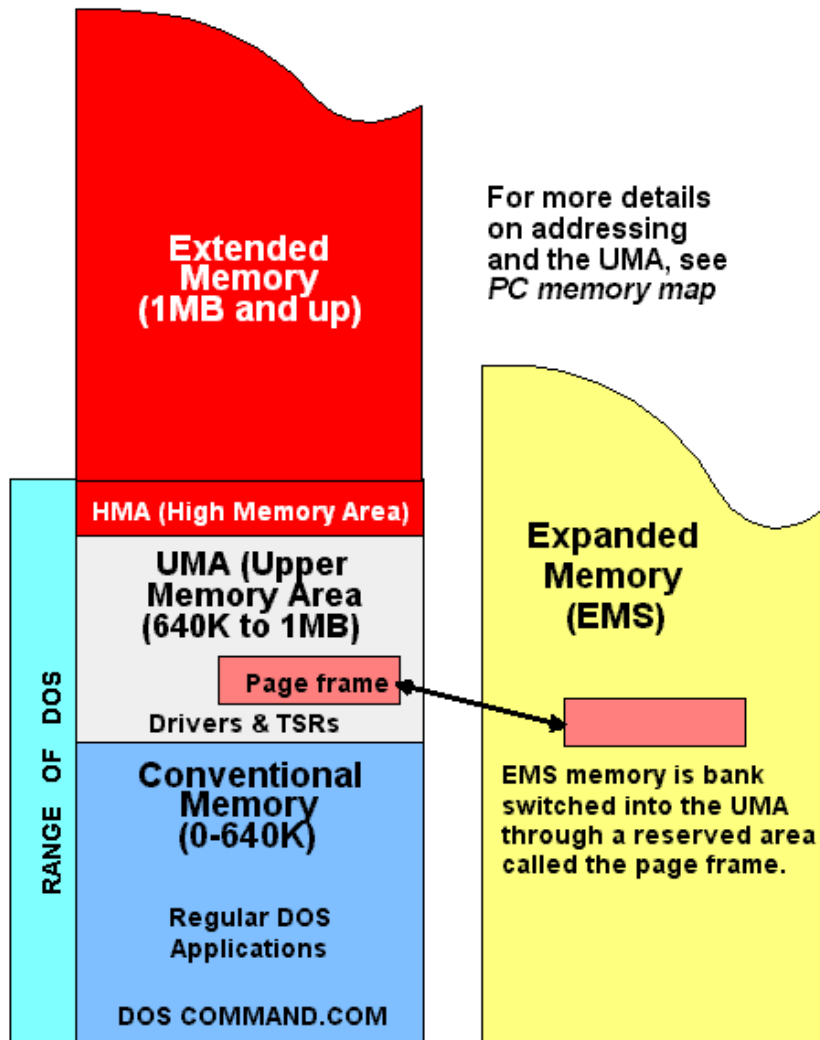 Extended
Memory
(1MB and up)
For more details
on addressing
and the UMA, see
PC memory map
HMA (High Memory Area)
UMA (Upper
Memory Area
(640K to 1MB)
Page frame
Drivers & TSRs
Expanded
Memory
(EMS)
EMS memory is bank
switched into the UMA
through a reserved area
called the page frame.
RANGE OF DOS
Conventional
Memory
(0-640K)
Regular DOS
Applications
DOS COMMAND.COM